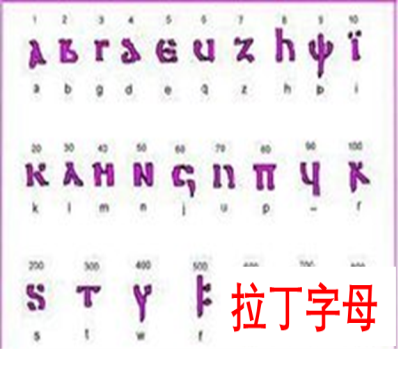 1 2 3 4 5 6 7 8 9 10
𐌰 𐌱 𐌲 𐌳 𐌴 𐌵 𐌶 𐌷 𐌸 𐌹̈
a b g d e q z h þ i
20 30 40 50 60 70 80 90 100
𐌺 𐌻 𐌼 𐌽 𐌾 𐌿 𐍀 𐍁 𐍂
k l m n j u p – r
200 300 400 500
𐍃 𐍄 𐍅 𐍆
s t w f
拉丁字母